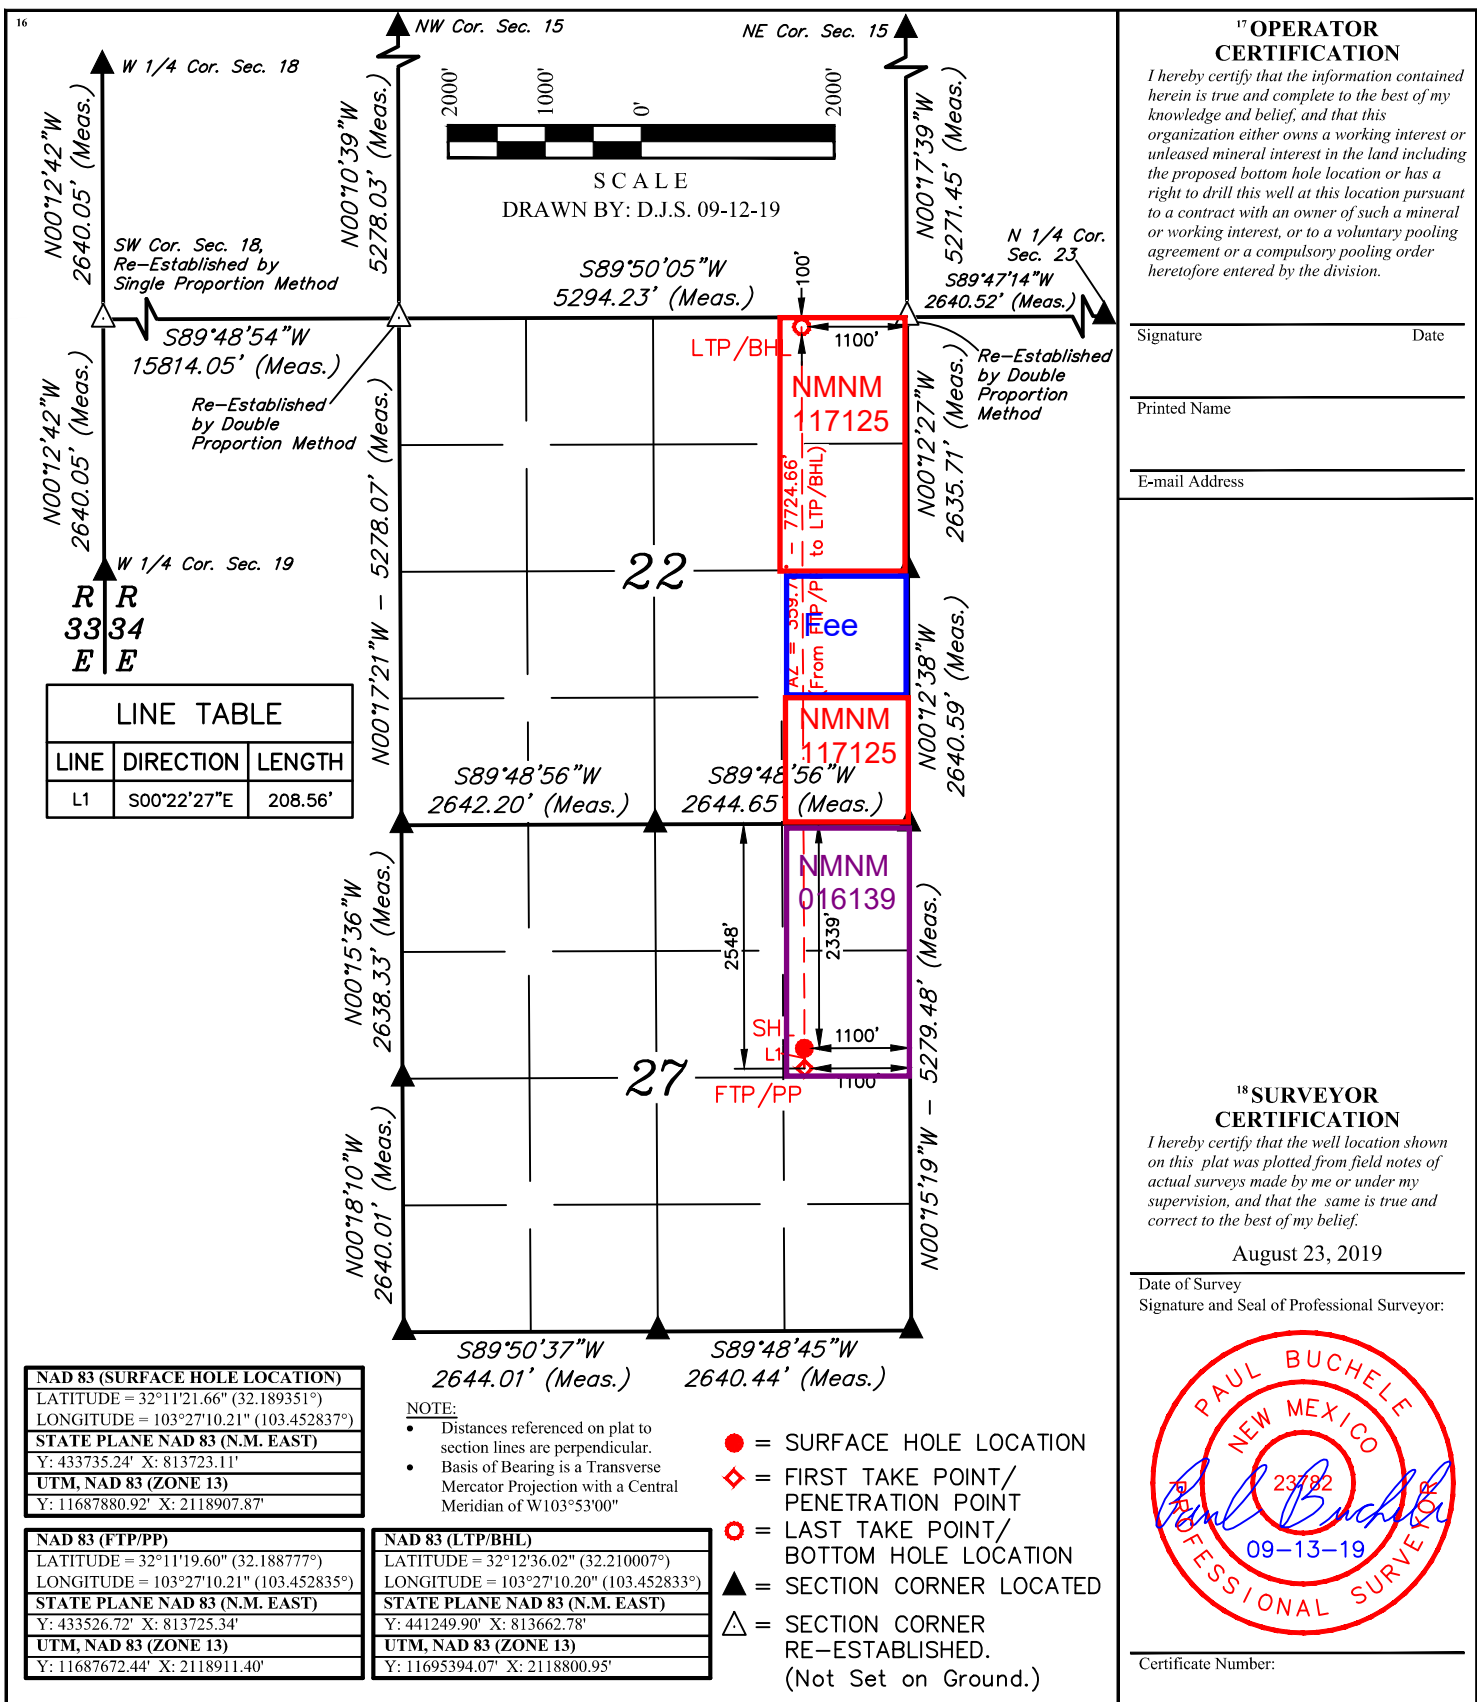 16
NW Cor. Sec. 15
NE Cor. Sec. 15
W 1/4 Cor. Sec. 18
N00°12'42"W
2640.05' (Meas.)
N00°10'39"W
5278.03' (Meas.)
2000'
1000'
0'
2000'
SCALE
DRAWN BY: D.J.S. 09-12-19
N00°17'39"W
5271.45' (Meas.)
N 1/4 Cor.
Sec. 23
SW Cor. Sec. 18,
Re-Established by
Single Proportion Method
S89°50'05"W
5294.23' (Meas.)
100'
S89°47'14"W
2640.52' (Meas.)
S89°48'54"W
15814.05' (Meas.)
LTP/BHL
1100'
Re-Established
by Double
Proportion Method
Re-Established
by Double
Proportion
Method
NMNM
117125
N00°12'42"W
2640.05' (Meas.)
N00°17'21"W - 5278.07' (Meas.)
N00°12'27"W
2635.71' (Meas.)
- 7724.66'
(From FTP/P to LTP/BHL)
AZ = 359.7
W 1/4 Cor. Sec. 19
R R
33 34
E E
22
Fee
N00°12'38"W
2640.59' (Meas.)
LINE TABLE
LINE DIRECTION LENGTH
L1 S00°22'27"E 208.56'
NMNM
117125
S89°48'56"W
2642.20' (Meas.)
S89°48'56"W
2644.65' (Meas.)
NMNM
016139
N00°15'36"W
2638.33' (Meas.)
2548'
2339'
N00°15'19"W - 5279.48' (Meas.)
SH
1100'
L1
27
1100'
FTP/PP
N00°18'10"W
2640.01' (Meas.)
S89°50'37"W
2644.01' (Meas.)
S89°48'45"W
2640.44' (Meas.)
NAD 83 (SURFACE HOLE LOCATION)
LATITUDE = 32°11'21.66" (32.189351°)
LONGITUDE = 103°27'10.21" (103.452837°)
STATE PLANE NAD 83 (N.M. EAST)
Y: 433735.24' X: 813723.11'
UTM, NAD 83 (ZONE 13)
Y: 11687880.92' X: 2118907.87'
NAD 83 (FTP/PP)
LATITUDE = 32°11'19.60" (32.188777°)
LONGITUDE = 103°27'10.21" (103.452835°)
STATE PLANE NAD 83 (N.M. EAST)
Y: 433526.72' X: 813725.34'
UTM, NAD 83 (ZONE 13)
Y: 11687672.44' X: 2118911.40'
NOTE:
• Distances referenced on plat to
section lines are perpendicular.
• Basis of Bearing is a Transverse
Mercator Projection with a Central
Meridian of W103°53'00"
NAD 83 (LTP/BHL)
LATITUDE = 32°12'36.02" (32.210007°)
LONGITUDE = 103°27'10.20" (103.452833°)
STATE PLANE NAD 83 (N.M. EAST)
Y: 441249.90' X: 813662.78'
UTM, NAD 83 (ZONE 13)
Y: 11695394.07' X: 2118800.95'
= SURFACE HOLE LOCATION
= FIRST TAKE POINT/
PENETRATION POINT
= LAST TAKE POINT/
BOTTOM HOLE LOCATION
= SECTION CORNER LOCATED
= SECTION CORNER
RE-ESTABLISHED.
(Not Set on Ground.)
17 OPERATOR
CERTIFICATION
I hereby certify that the information contained
herein is true and complete to the best of my
knowledge and belief, and that this
organization either owns a working interest or
unleased mineral interest in the land including
the proposed bottom hole location or has a
right to drill this well at this location pursuant
to a contract with an owner of such a mineral
or working interest, or to a voluntary pooling
agreement or a compulsory pooling order
heretofore entered by the division.
Signature Date
Printed Name
E-mail Address
18 SURVEYOR
CERTIFICATION
I hereby certify that the well location shown
on this plat was plotted from field notes of
actual surveys made by me or under my
supervision, and that the same is true and
correct to the best of my belief.
August 23, 2019
Date of Survey
Signature and Seal of Professional Surveyor:
PAUL BUCHELE
NEW MEXICO
23782
Paul Buchele
09-13-19
PROFESSIONAL SURVEYOR
Certificate Number: